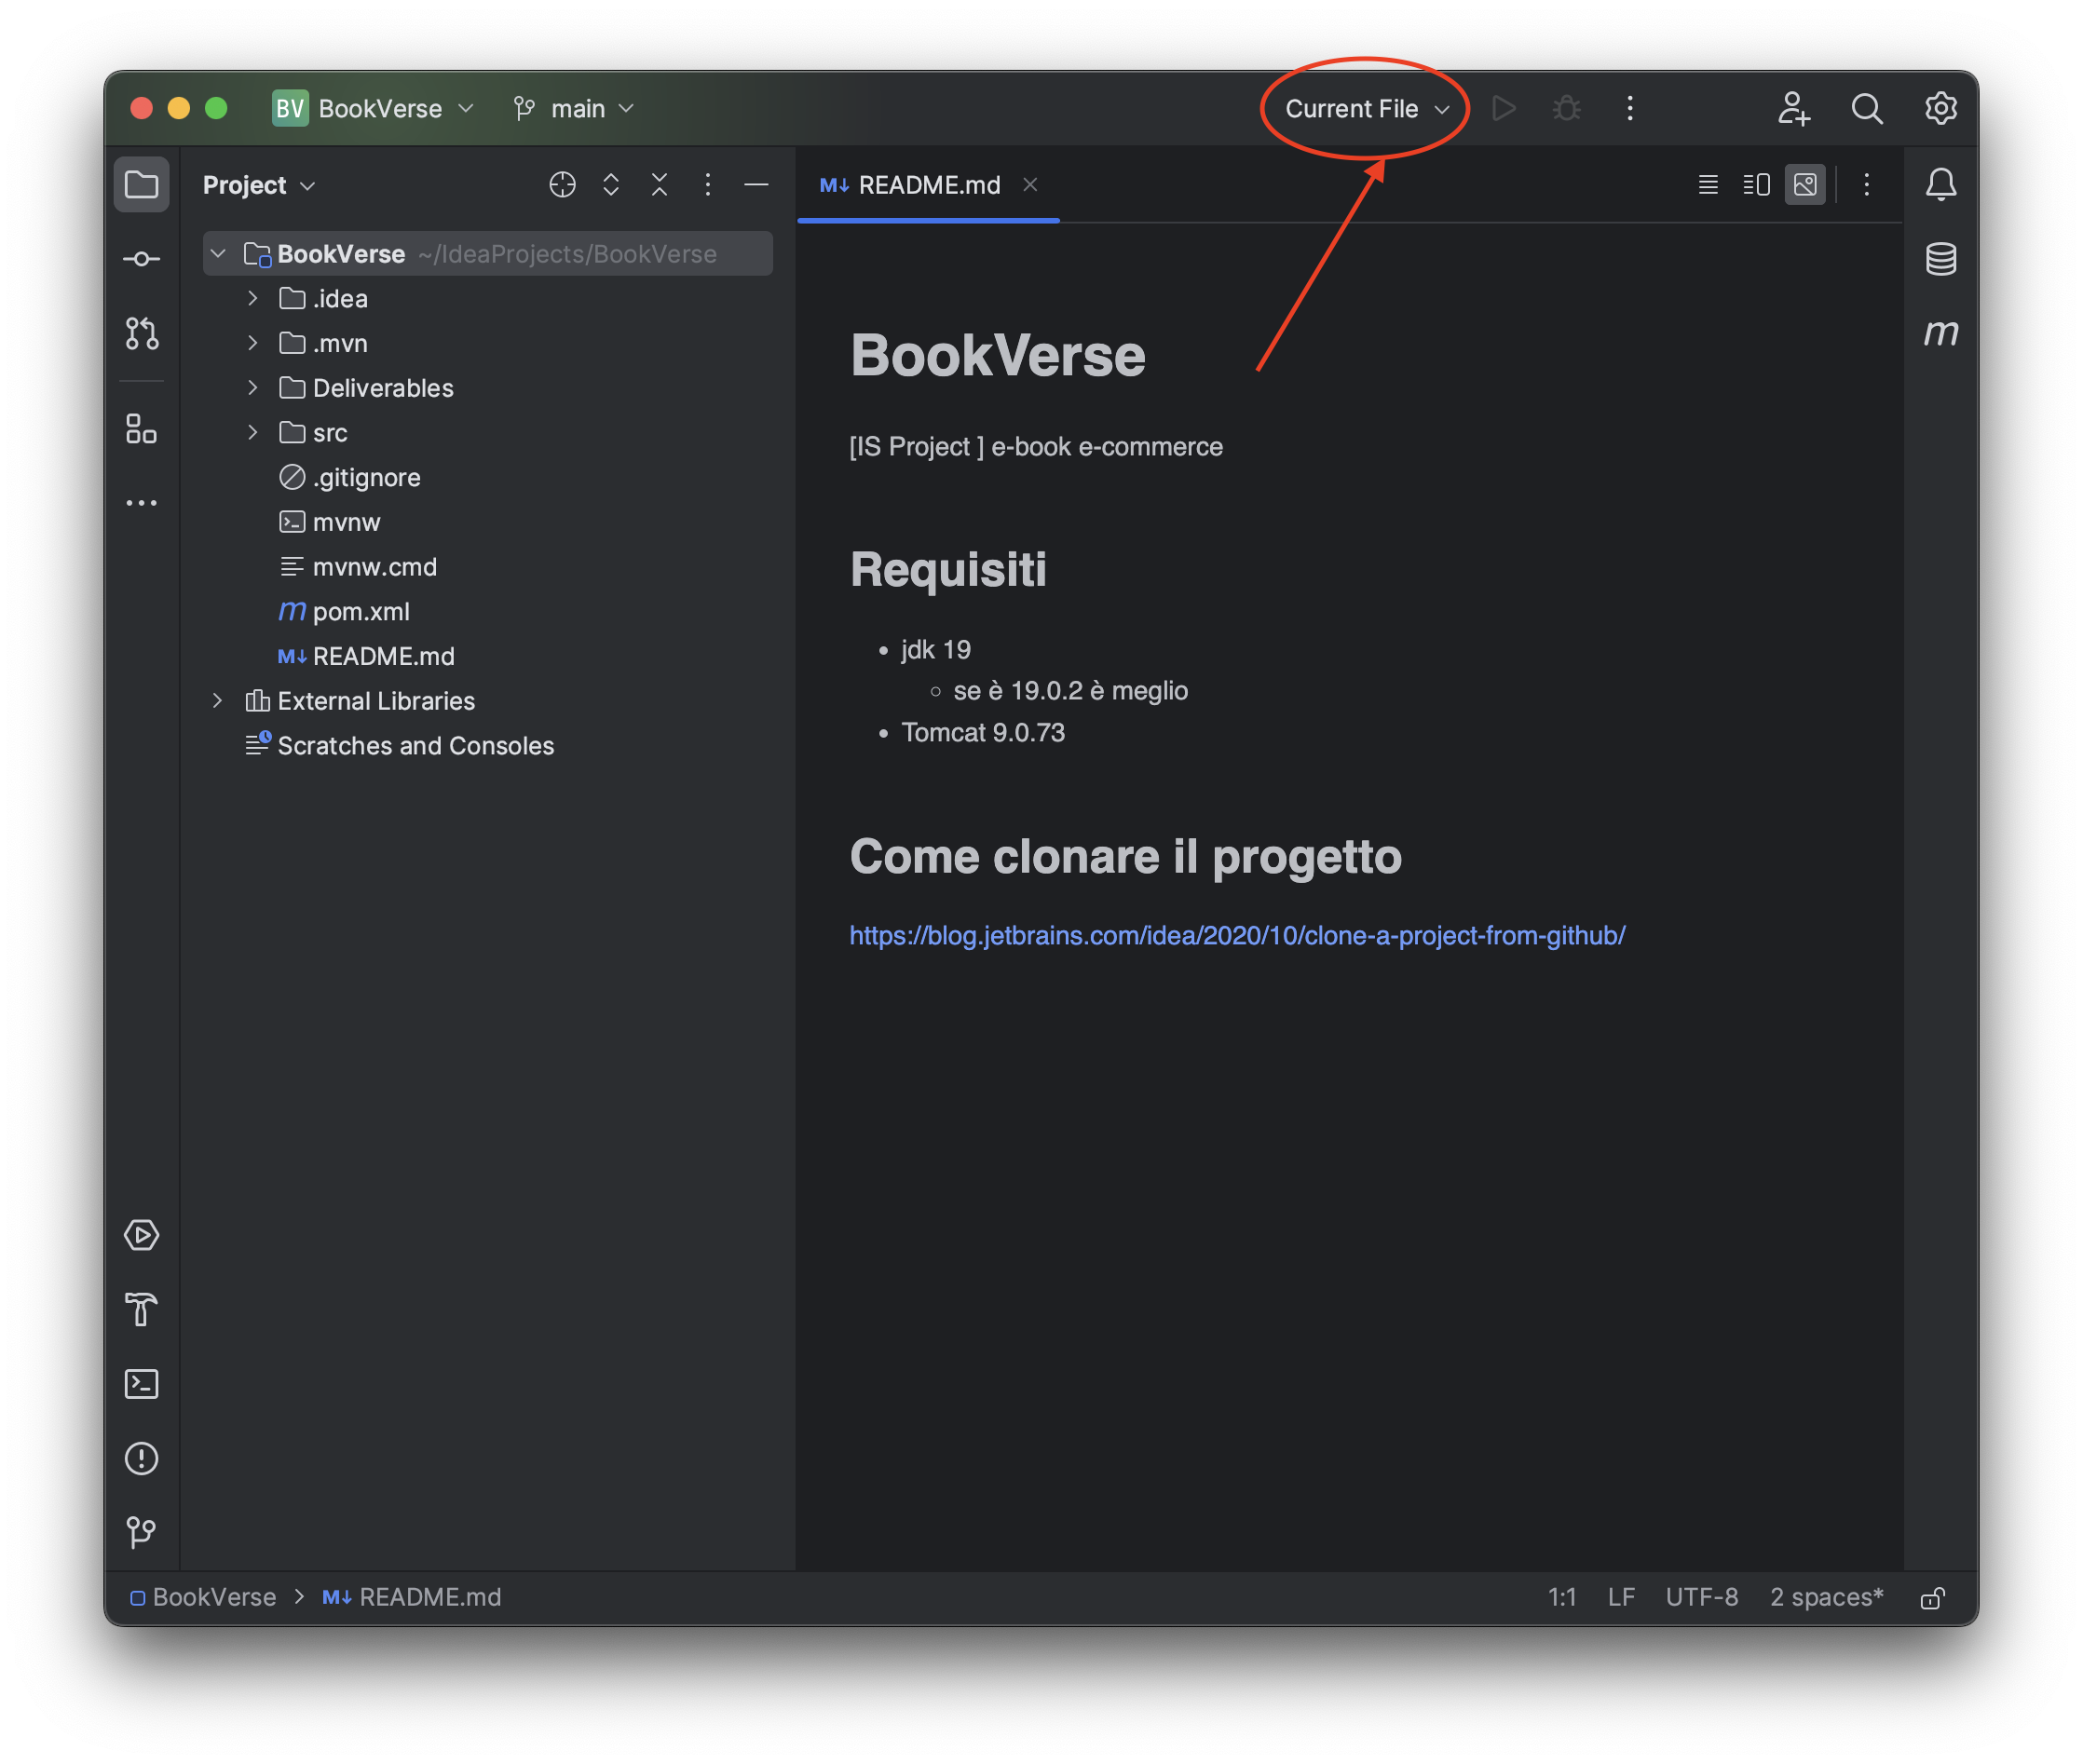 BV BookVerse main Current File
Project
M↓ README.md
BookVerse ~/IdeaProjects/BookVerse
.idea
.mvn
Deliverables
src
.gitignore
mvnw
mvnw.cmd
m pom.xml
M↓ README.md
External Libraries
Scratches and Consoles
m
BookVerse
[IS Project ] e-book e-commerce
Requisiti
• jdk 19
◦ se è 19.0.2 è meglio
• Tomcat 9.0.73
Come clonare il progetto
https://blog.jetbrains.com/idea/2020/10/clone-a-project-from-github/
BookVerse > M↓ README.md 1:1 LF UTF-8 2 spaces*